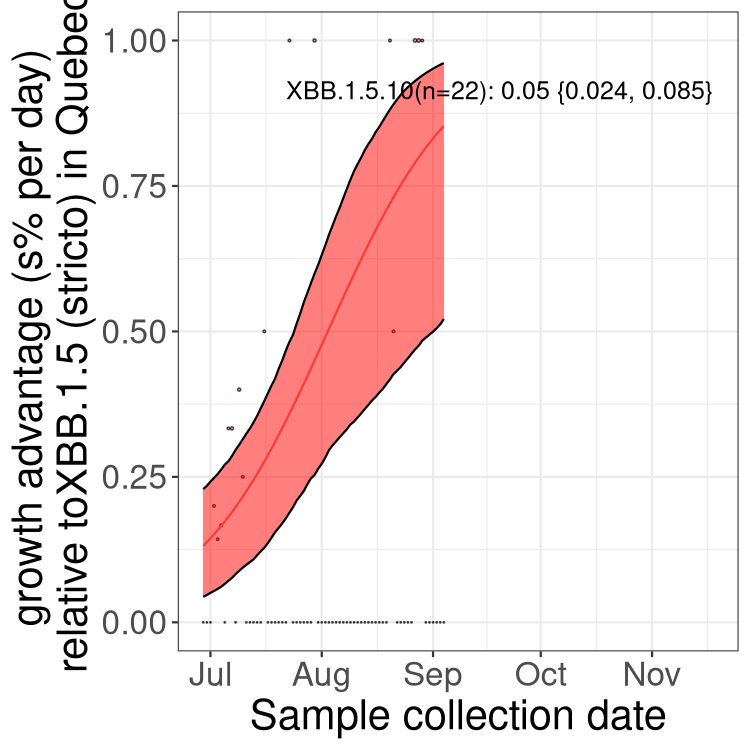 growth advantage (s% per day)
relative toXBB.1.5 (stricto) in Quebec
1.00
0.75
0.50
0.25
0.00
XBB.1.5.10(n=22): 0.05 {0.024, 0.085}
Jul Aug Sep Oct Nov
Sample collection date